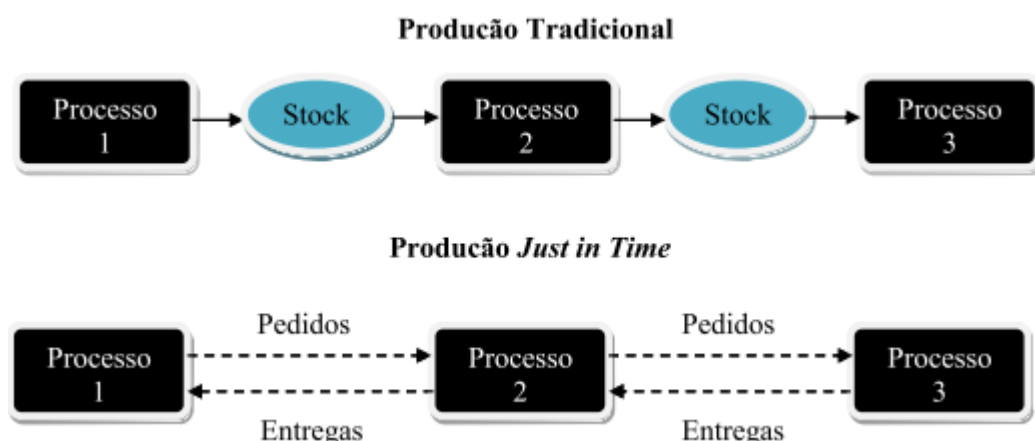 Producão Tradicional
Processo
1
Stock
Processo
2
Stock
Processo
3
Producão Just in Time
Processo
1
Pedidos
Entregas
Processo
2
Pedidos
Entregas
Processo
3